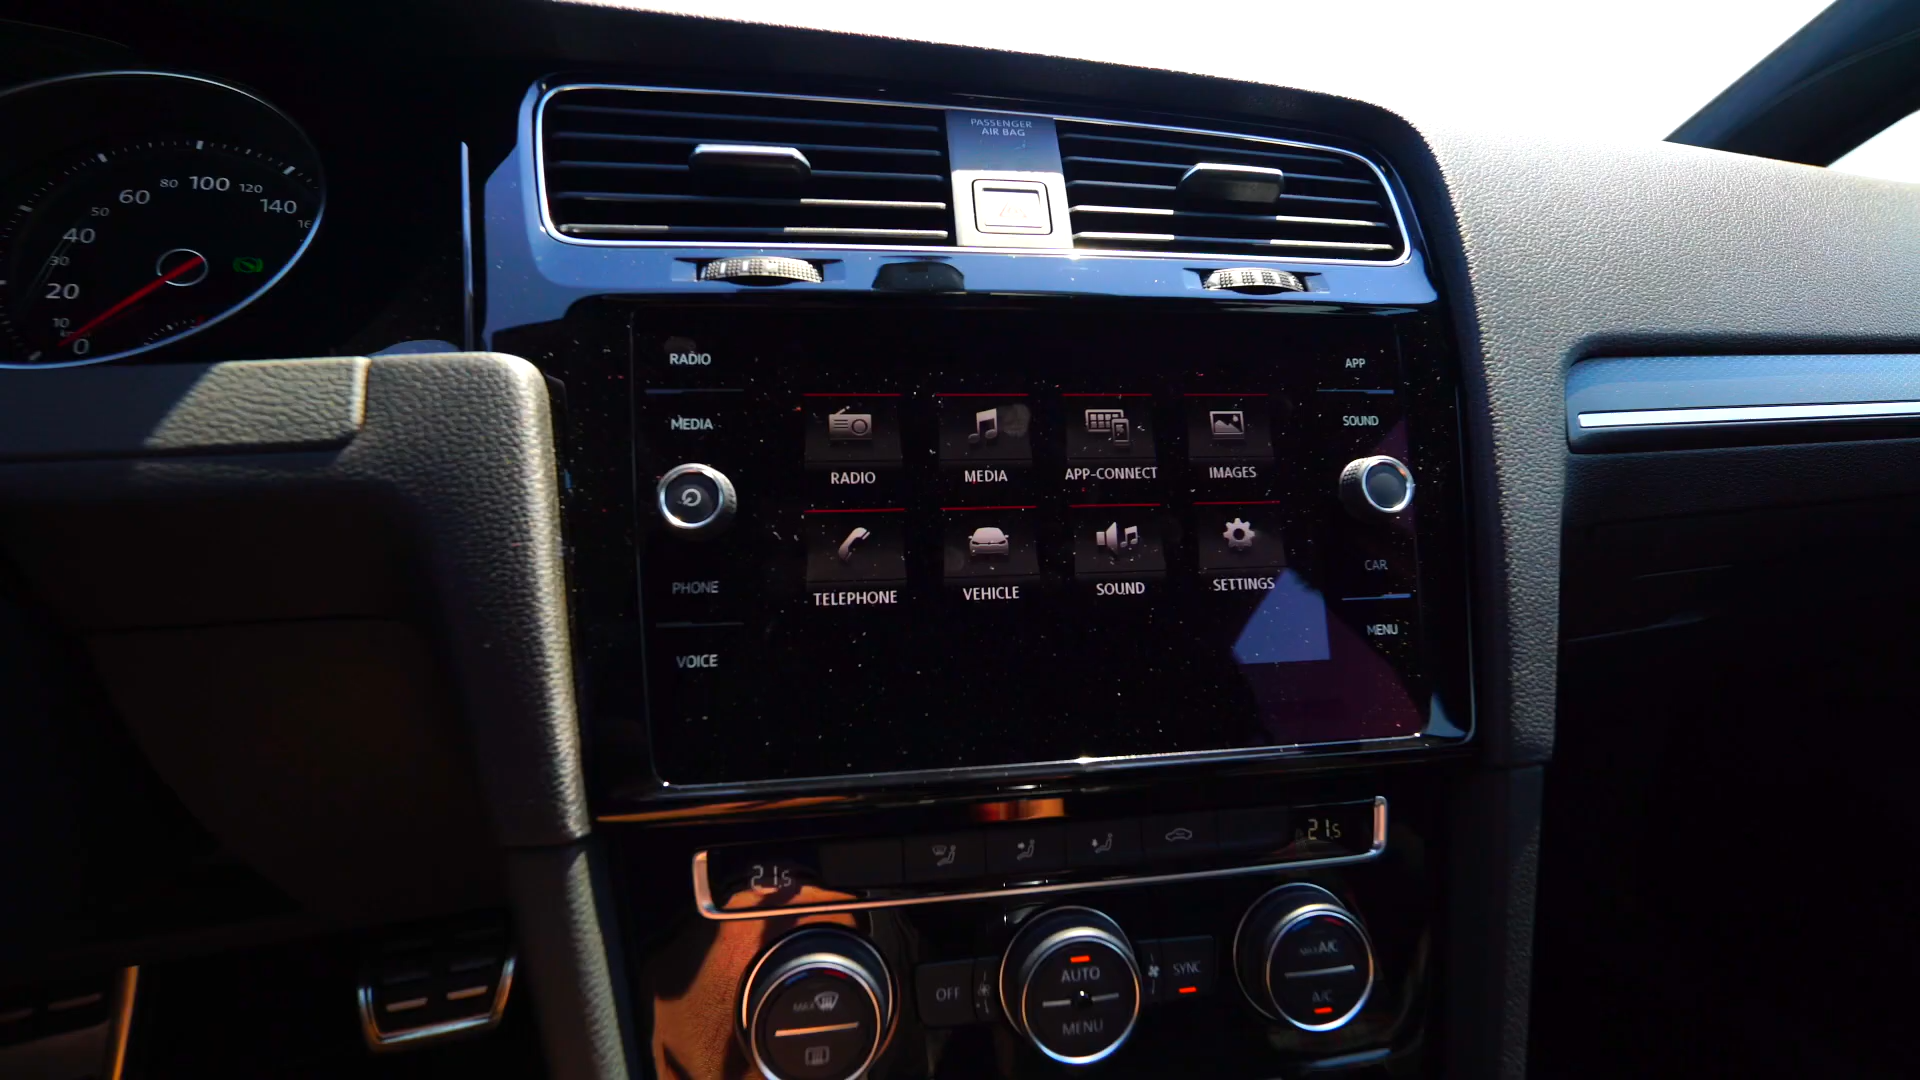 PASSENGER
AIR BAG
0
10
20
30
40
50
60
80
100
120
140
RADIO
MEDIA
PHONE
VOICE
RADIO
MEDIA
APP-CONNECT
IMAGES
TELEPHONE
VEHICLE
SOUND
SETTINGS
APP
SOUND
CAR
MENU
21.5
21.5
MAX
OFF
AUTO
MENU
SYNC
MAX A/C
A/C